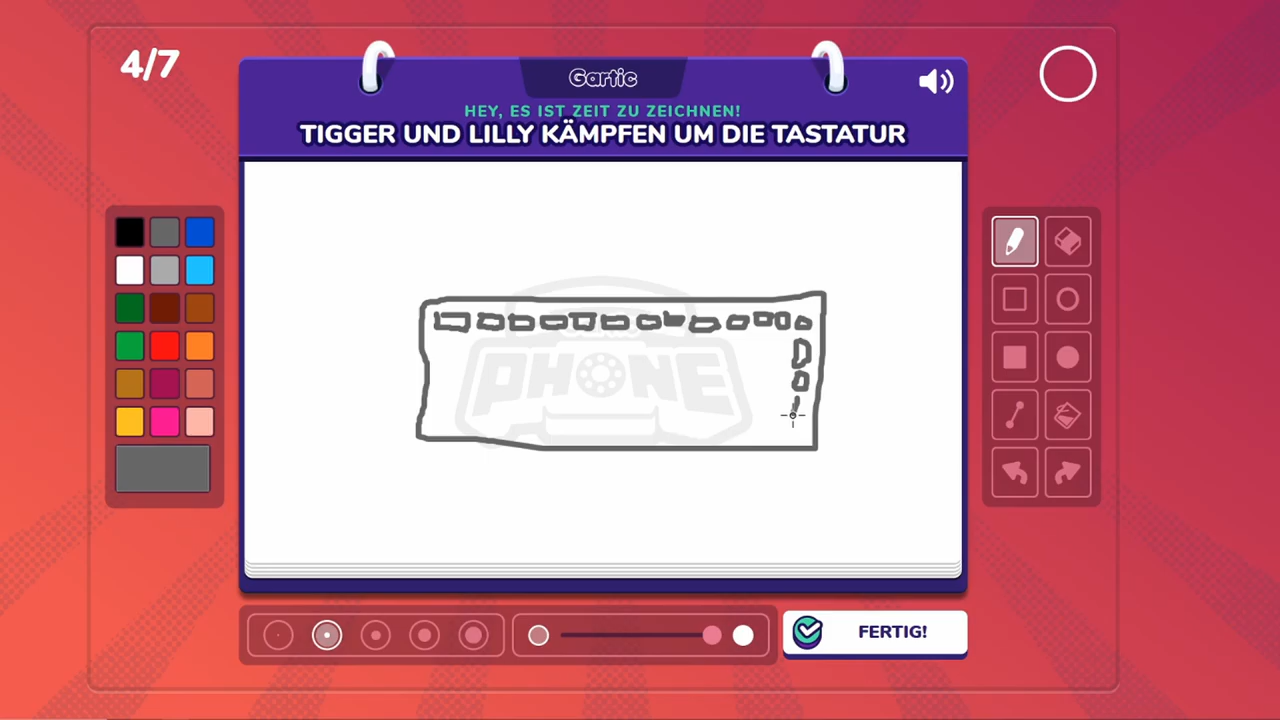 4/7
Gartic
HEY, ES IST ZEIT ZU ZEICHNEN!
TIGGER UND LILLY KÄMPFEN UM DIE TASTATUR
PHONE
FERTIG!